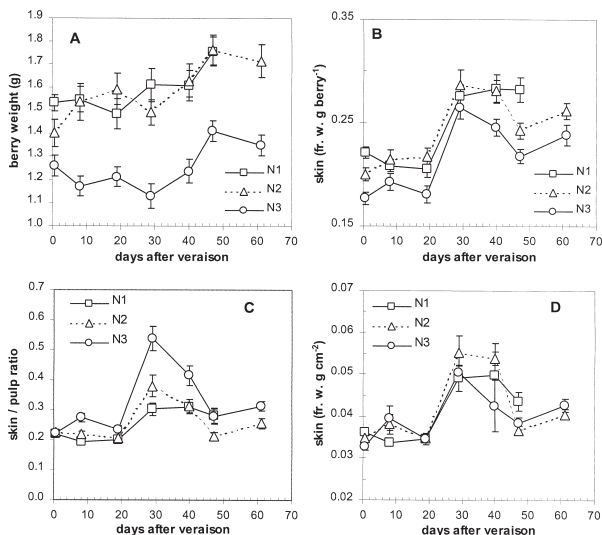 A
berry weight (g)
1.9
1.8
1.7
1.6
1.5
1.4
1.3
1.2
1.1
1.0
0 10 20 30 40 50 60 70
days after veraison
N1
N2
N3
B
skin (fr. w. g berry-1)
0.35
0.25
0.15
0 10 20 30 40 50 60 70
days after veraison
N1
N2
N3
C
skin / pulp ratio
0.7
0.6
0.5
0.4
0.3
0.2
0.1
0.0
0 10 20 30 40 50 60 70
days after veraison
N1
N2
N3
D
skin (fr. w. g cm-2)
0.07
0.06
0.05
0.04
0.03
0.02
0 10 20 30 40 50 60 70
days after veraison
N1
N2
N3